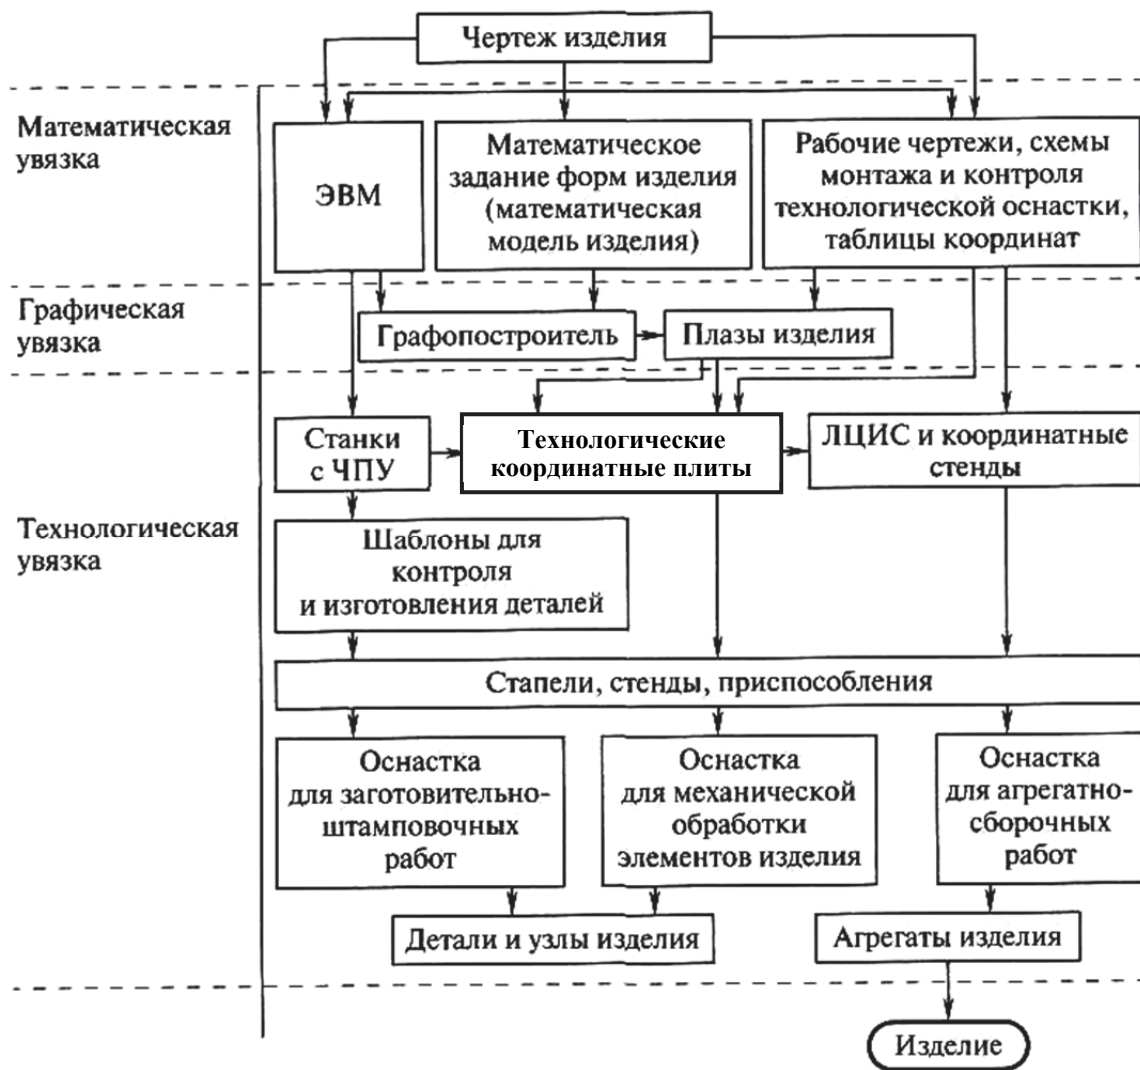 Чертеж изделия
Математическая
увязка
ЭВМ
Математическое
задание форм изделия
(математическая
модель изделия)
Рабочие чертежи, схемы
монтажа и контроля
технологической оснастки,
таблицы координат
Графическая
увязка
Графопостроитель
Плазы изделия
Технологическая
увязка
Станки
с ЧПУ
Технологические
координатные плиты
ЛЦИС и координатные
стенды
Шаблоны для
контроля
и изготовления деталей
Стапели, стенды, приспособления
Оснастка
для заготовительно-
штамповочных
работ
Оснастка
для механической
обработки
элементов изделия
Оснастка
для агрегатно-
сборочных
работ
Детали и узлы изделия
Агрегаты изделия
Изделие